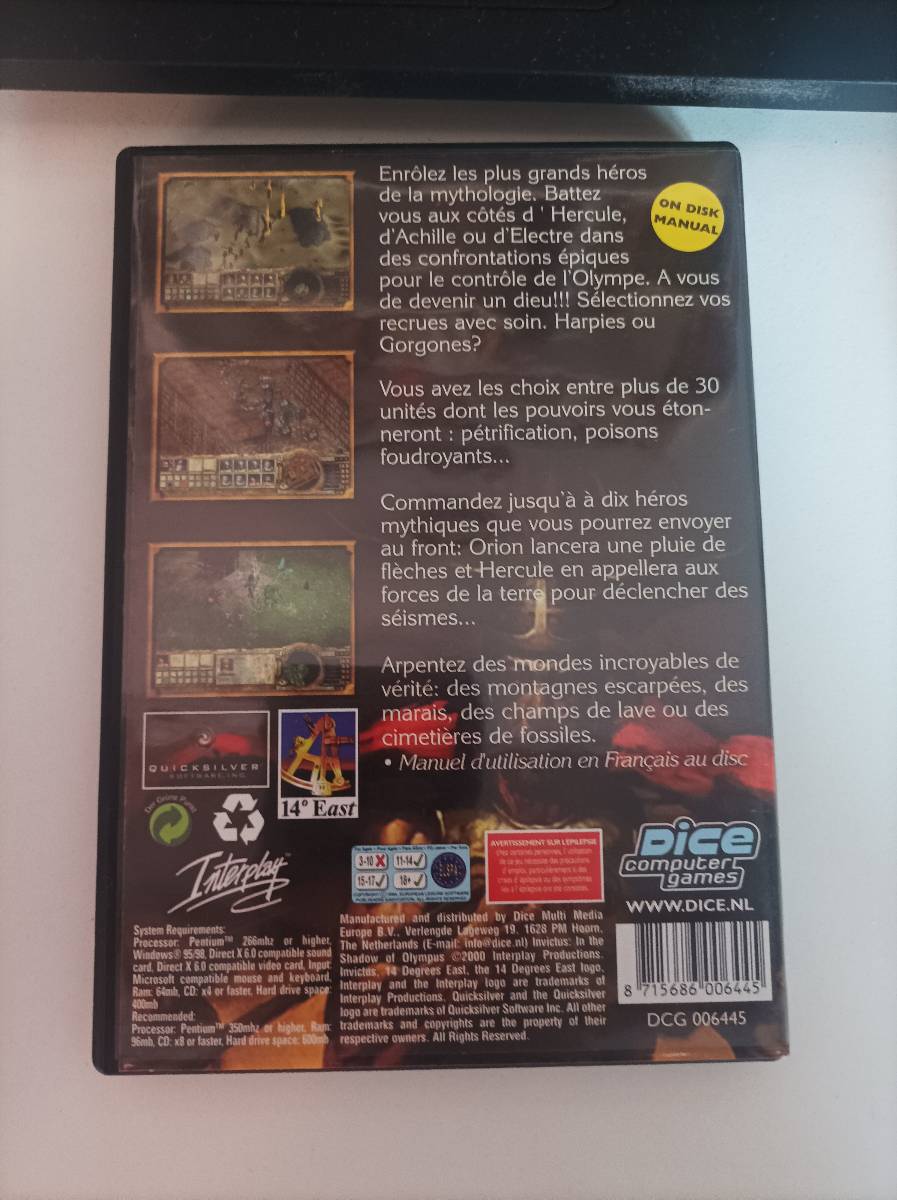 Enrôlez les plus grands héros
de la mythologie. Battez
vous aux côtés d ' Hercule,
d'Achille ou d'Electre dans
des confrontations épiques
pour le contrôle de l'Olympe. A vous
de devenir un dieu!!! Sélectionnez vos
recrues avec soin. Harpies ou
Gorgones?
ON DISK
MANUAL
Vous avez les choix entre plus de 30
unités dont les pouvoirs vous éton-
neront : pétrification, poisons
foudroyants...
Commandez jusqu'à à dix héros
mythiques que vous pourrez envoyer
au front: Orion lancera une pluie de
flèches et Hercule en appellera aux
forces de la terre pour déclencher des
séismes...
Arpentez des mondes incroyables de
vérité: des montagnes escarpées, des
marais, des champs de lave ou des
cimetières de fossiles.
• Manuel d'utilisation en Français au disc
QUICKSILVER
SOFTWARE, INC.
14° East
Der Grüne Punkt
Interplay™
3-10 11-14
15-17 18+
AVERTISSEMENT SUR L'EPILEPSIE
Dice
computer
games
WWW.DICE.NL
System Requirements:
Processor: Pentium™ 266mhz or higher,
Windows® 95/98, Direct X 6.0 compatible sound
card, Direct X 6.0 compatible video card, Input:
Microsoft compatible mouse and keyboard,
Ram: 64mb, CD: x4 or faster, Hard drive space:
400mb
Recommended:
Processor: Pentium™ 350mhz or higher, Ram:
96mb, CD: x8 or faster, Hard drive space: 600mb
Manufactured and distributed by Dice Multi Media
Europe B.V., Verlengde Lageweg 19, 1628 PM Hoorn,
The Netherlands (E-mail: info@dice.nl) Invictus: In the
Shadow of Olympus ©2000 Interplay Productions.
Invictus, 14 Degrees East, the 14 Degrees East logo,
Interplay and the Interplay logo are trademarks of
Interplay Productions. Quicksilver and the Quicksilver
logo are trademarks of Quicksilver Software Inc. All other
trademarks and copyrights are the property of their
respective owners. All Rights Reserved.
8 715686 006445
DCG 006445